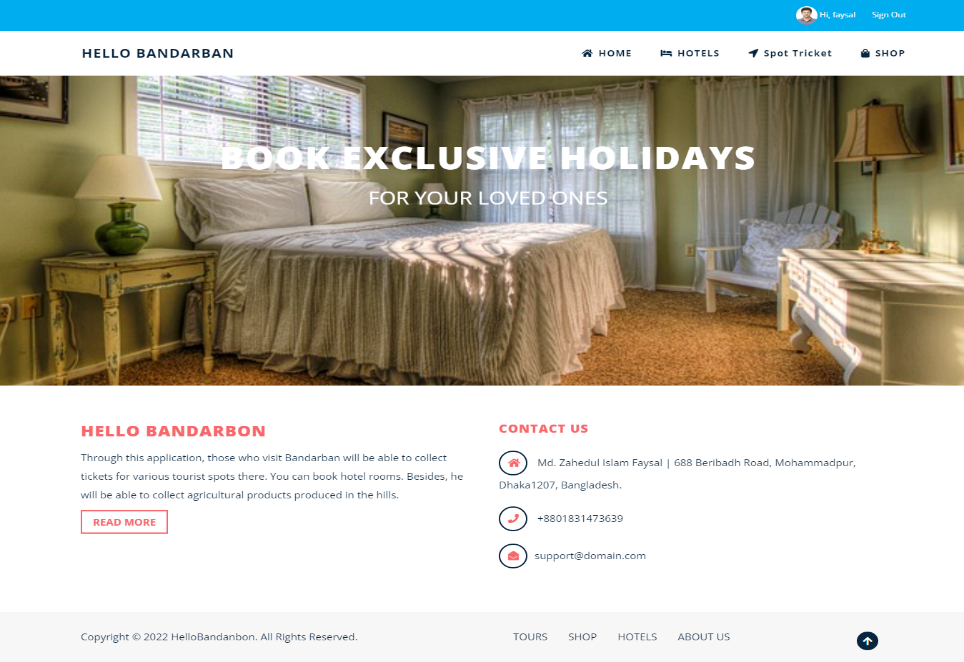 Hi, faysal Sign Out
HELLO BANDARBAN HOME HOTELS Spot Tricket SHOP
BOOK EXCLUSIVE HOLIDAYS
FOR YOUR LOVED ONES
HELLO BANDARBON
Through this application, those who visit Bandarban will be able to collect
tickets for various tourist spots there. You can book hotel rooms. Besides, he
will be able to collect agricultural products produced in the hills.
READ MORE
CONTACT US
Md. Zahedul Islam Faysal | 688 Beribadh Road, Mohammadpur,
Dhaka1207, Bangladesh.
+8801831473639
support@domain.com
Copyright © 2022 HelloBandanbon. All Rights Reserved. TOURS SHOP HOTELS ABOUT US